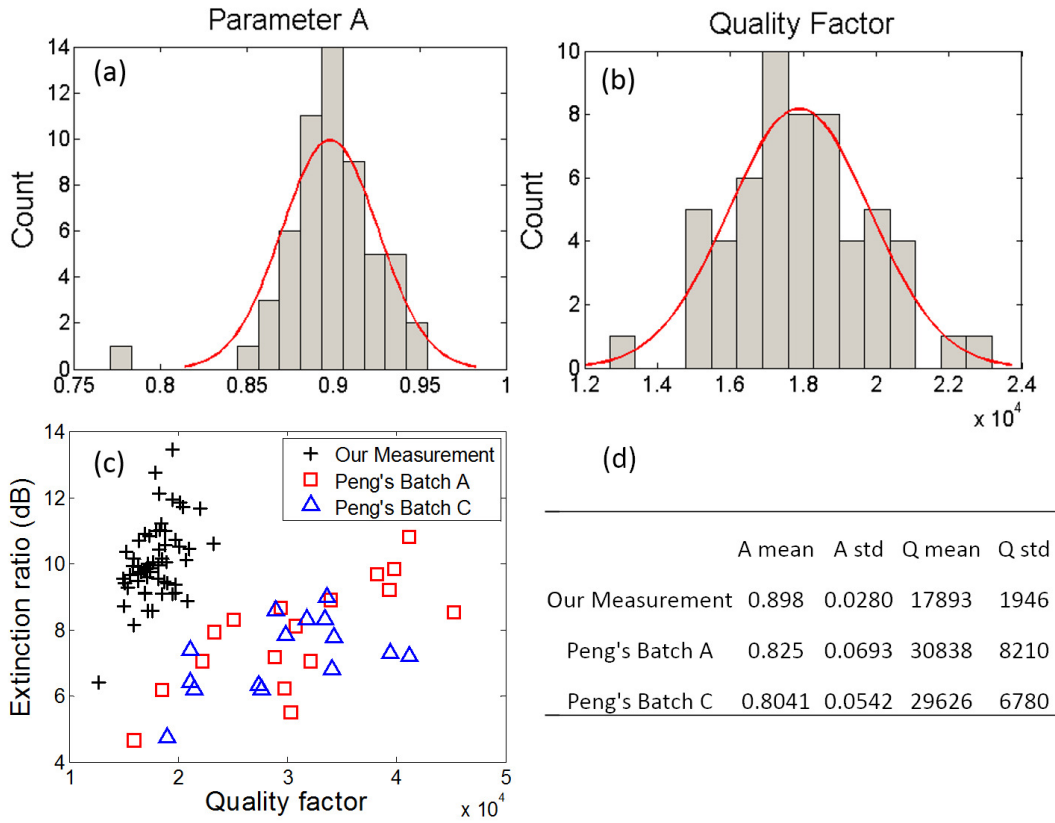 Parameter A
(a)
Count
14
12
10
8
6
4
2
0
0.75 0.8 0.85 0.9 0.95 1
Quality Factor
(b)
Count
10
8
6
4
2
0
1.2 1.4 1.6 1.8 2 2.2 2.4
x 10^4
(c)
Extinction ratio (dB)
14
12
10
8
6
4
Our Measurement
Peng's Batch A
Peng's Batch C
1 2 3 4 5
Quality factor
x 10^4
(d)
A mean A std Q mean Q std
Our Measurement 0.898 0.0280 17893 1946
Peng's Batch A 0.825 0.0693 30838 8210
Peng's Batch C 0.8041 0.0542 29626 6780